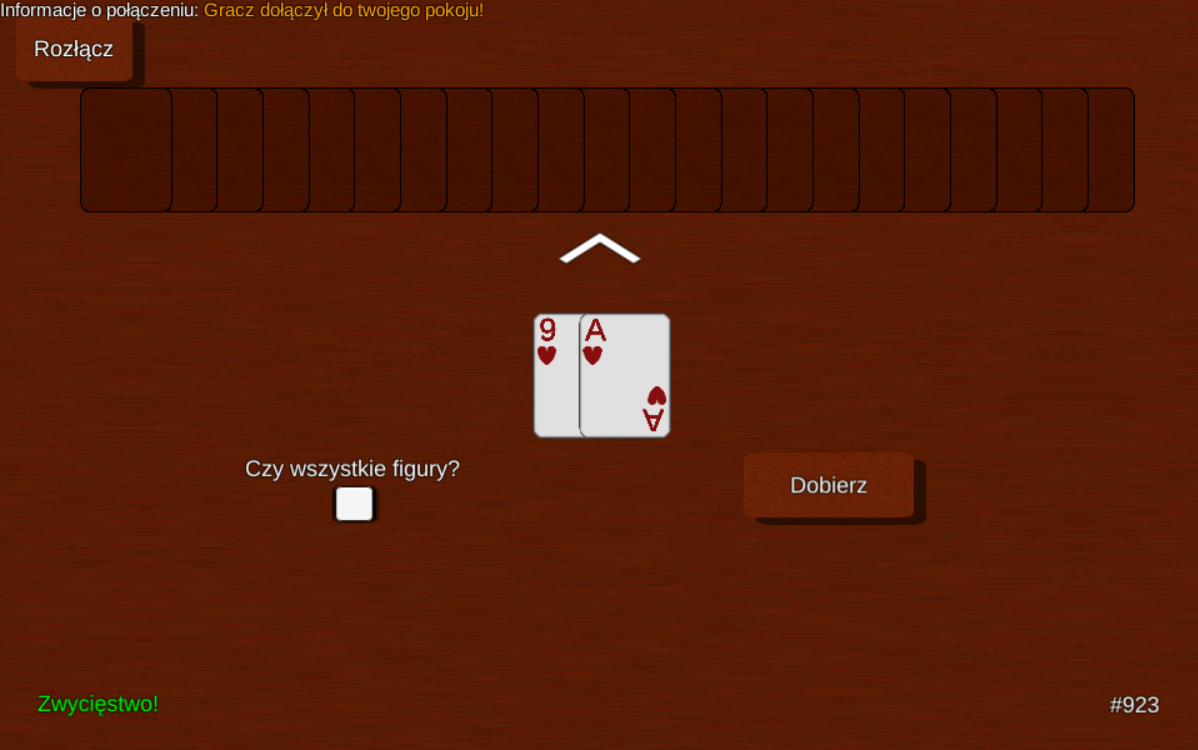 Informacje o połączeniu: Gracz dołączył do twojego pokoju!
Rozłącz
9 A
A
Czy wszystkie figury?
Dobierz
Zwycięstwo!
#923